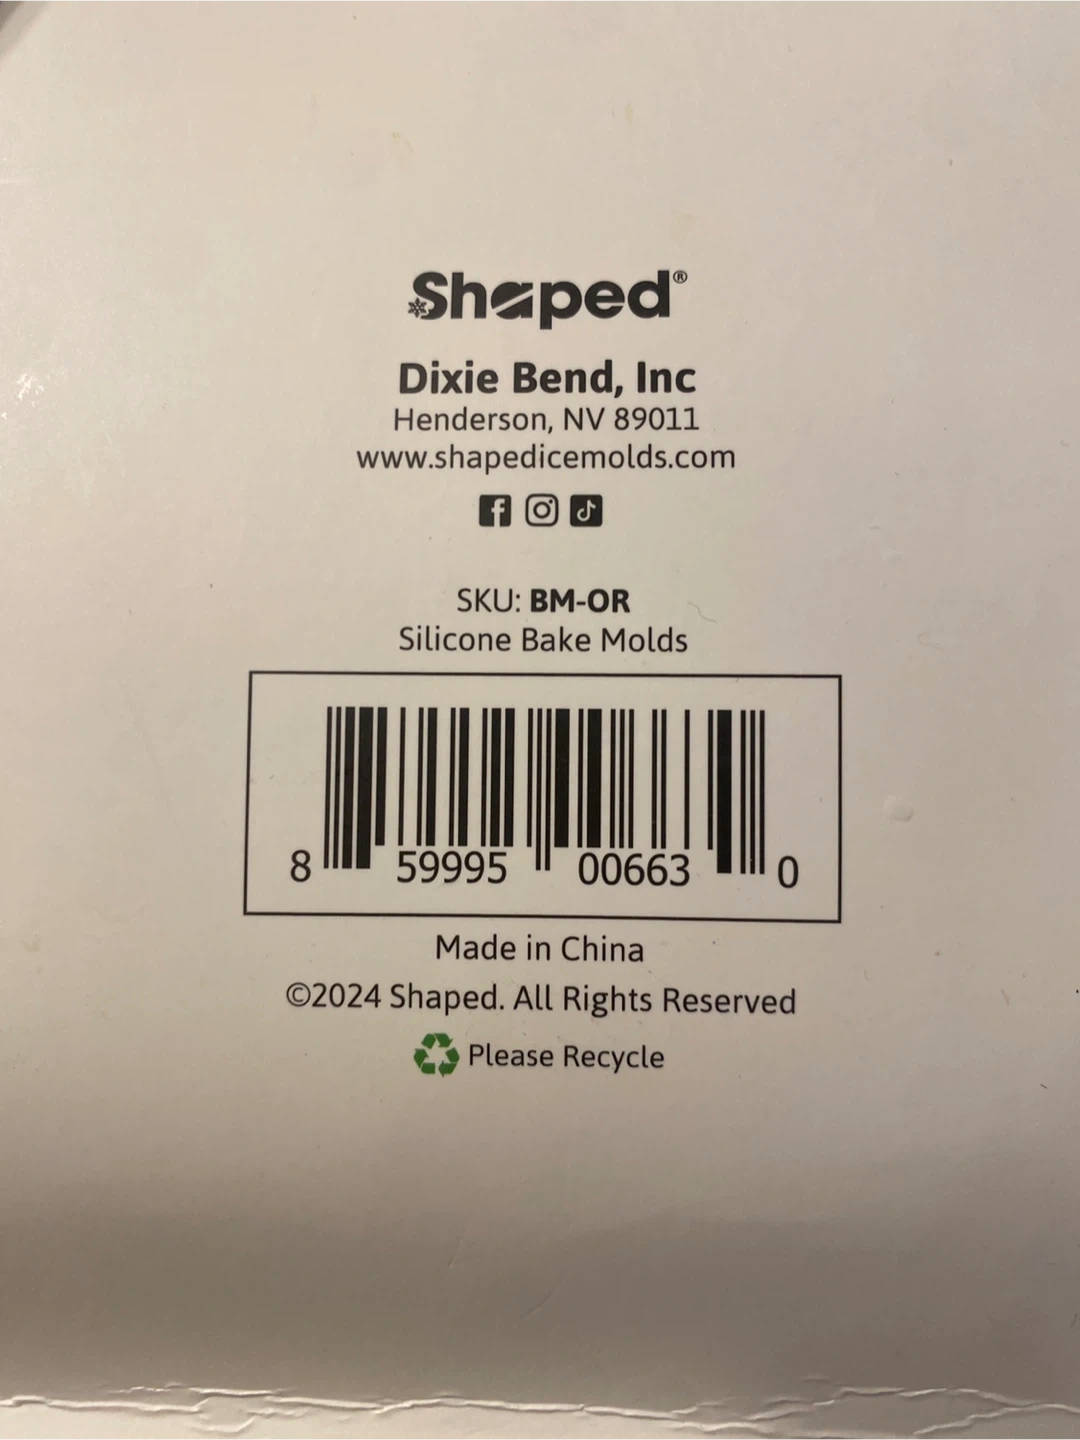 Shaped®
Dixie Bend, Inc
Henderson, NV 89011
www.shapedicemolds.com
SKU: BM-OR
Silicone Bake Molds
8 59995 00663 0
Made in China
©2024 Shaped. All Rights Reserved
Please Recycle